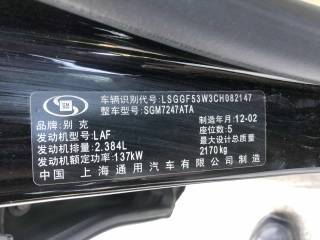 GM
车辆识别代号:LSGGF53W3CH082147
整车型号:SGM7247ATA
品牌:别克
制造年月:12-02
发动机型号:LAF
座位数:5
发动机排量:2.384L
最大设计总质量
发动机额定功率:137kW
2170kg
中国 上海通用汽车有限公司制造